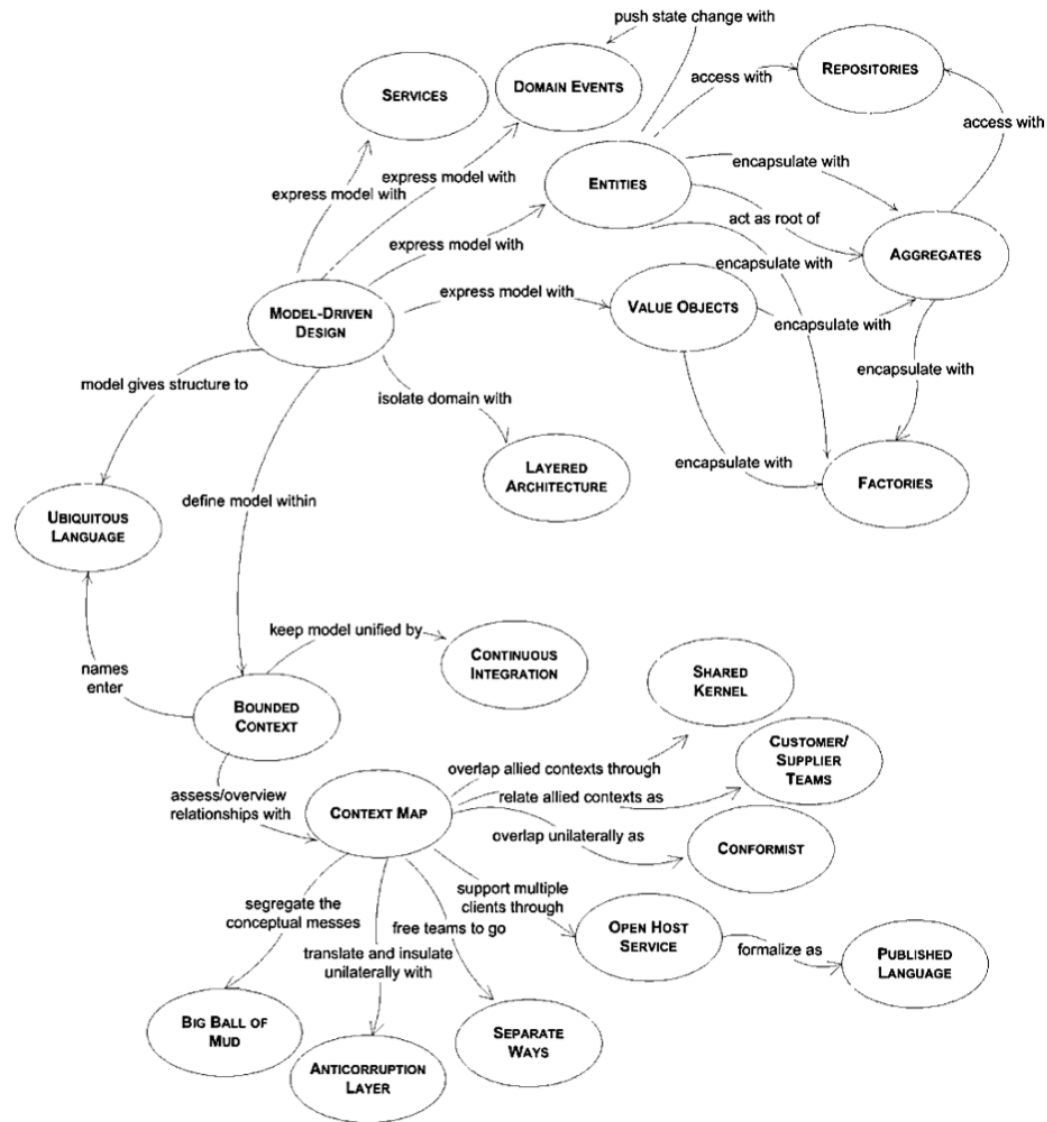 push state change with
SERVICES
DOMAIN EVENTS
REPOSITORIES
access with
access with
express model with
express model with
ENTITIES
encapsulate with
act as root of
express model with
AGGREGATES
encapsulate with
MODEL-DRIVEN
DESIGN
express model with
VALUE OBJECTS
encapsulate with
model gives structure to
isolate domain with
encapsulate with
LAYERED
ARCHITECTURE
encapsulate with
FACTORIES
define model within
UBIQUITOUS
LANGUAGE
keep model unified by
CONTINUOUS
INTEGRATION
names
enter
BOUNDED
CONTEXT
SHARED
KERNEL
CUSTOMER/
SUPPLIER
TEAMS
overlap allied contexts through
assess/overview
relationships with
relate allied contexts as
CONTEXT MAP
overlap unilaterally as
CONFORMIST
segregate the
conceptual messes
support multiple
clients through
free teams to go
OPEN HOST
SERVICE
formalize as
PUBLISHED
LANGUAGE
translate and insulate
unilaterally with
BIG BALL OF
MUD
SEPARATE
WAYS
ANTICORRUPTION
LAYER